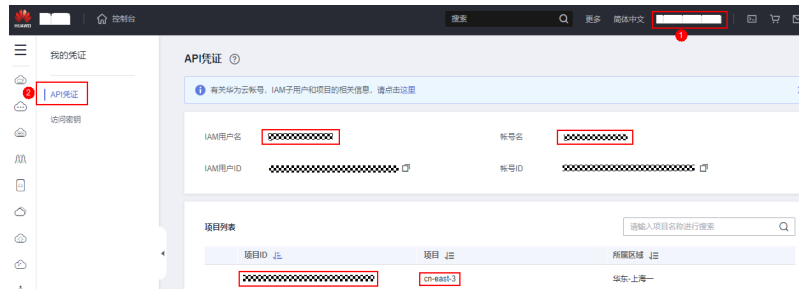 HUAWEI 控制台 搜索 更多 简体中文
1
我的凭证
API凭证
2
访问密钥
API凭证
有关华为云帐号，IAM子用户和项目的相关信息，请点击这里
IAM用户名 帐号名
IAM用户ID 帐号ID
项目列表 请输入项目名称进行搜索
项目ID 项目 所属区域
cn-east-3 华东-上海一